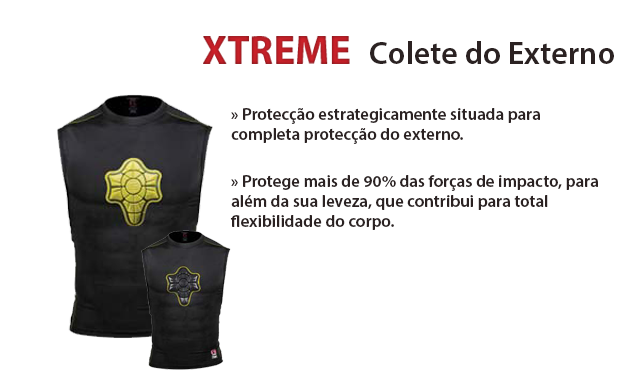 XTREME Colete do Externo
» Protecção estrategicamente situada para
completa protecção do externo.
» Protege mais de 90% das forças de impacto, para
além da sua leveza, que contribui para total
flexibilidade do corpo.